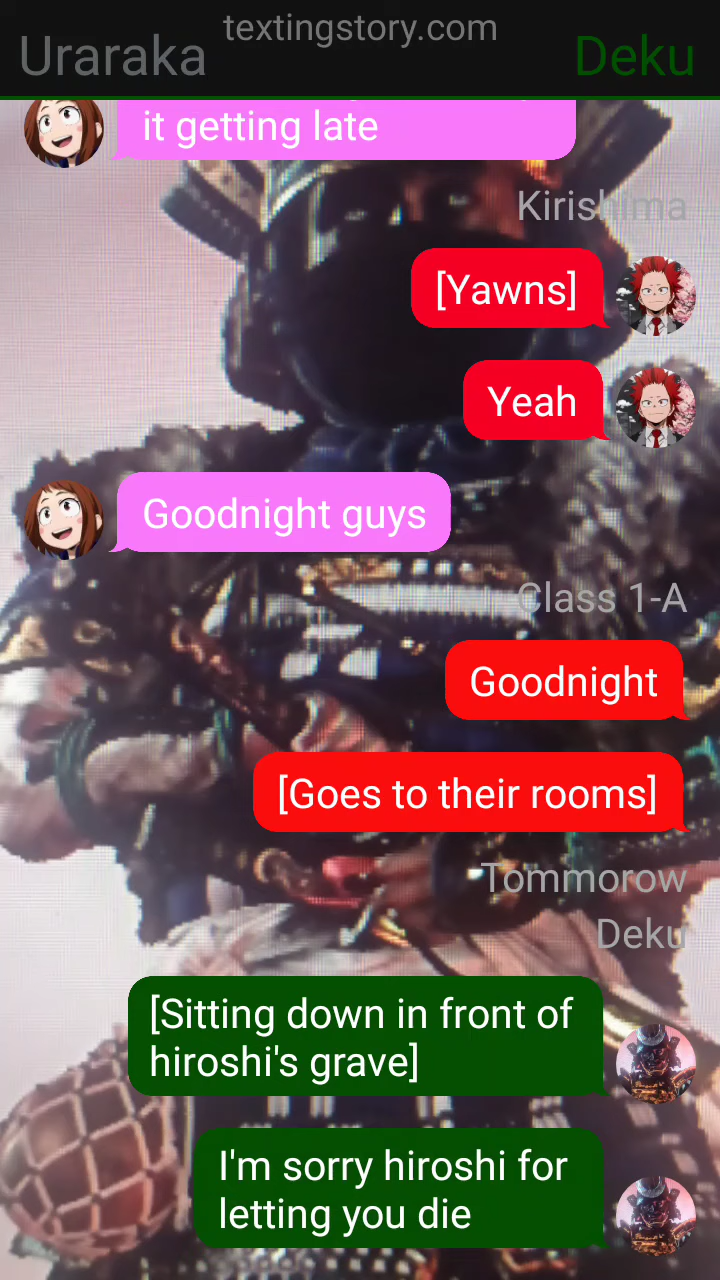 textingstory.com
Uraraka
Deku
it getting late
Kirishima
[Yawns]
Yeah
Goodnight guys
Class 1-A
Goodnight
[Goes to their rooms]
Tommorow
Deku
[Sitting down in front of
hiroshi's grave]
I'm sorry hiroshi for
letting you die